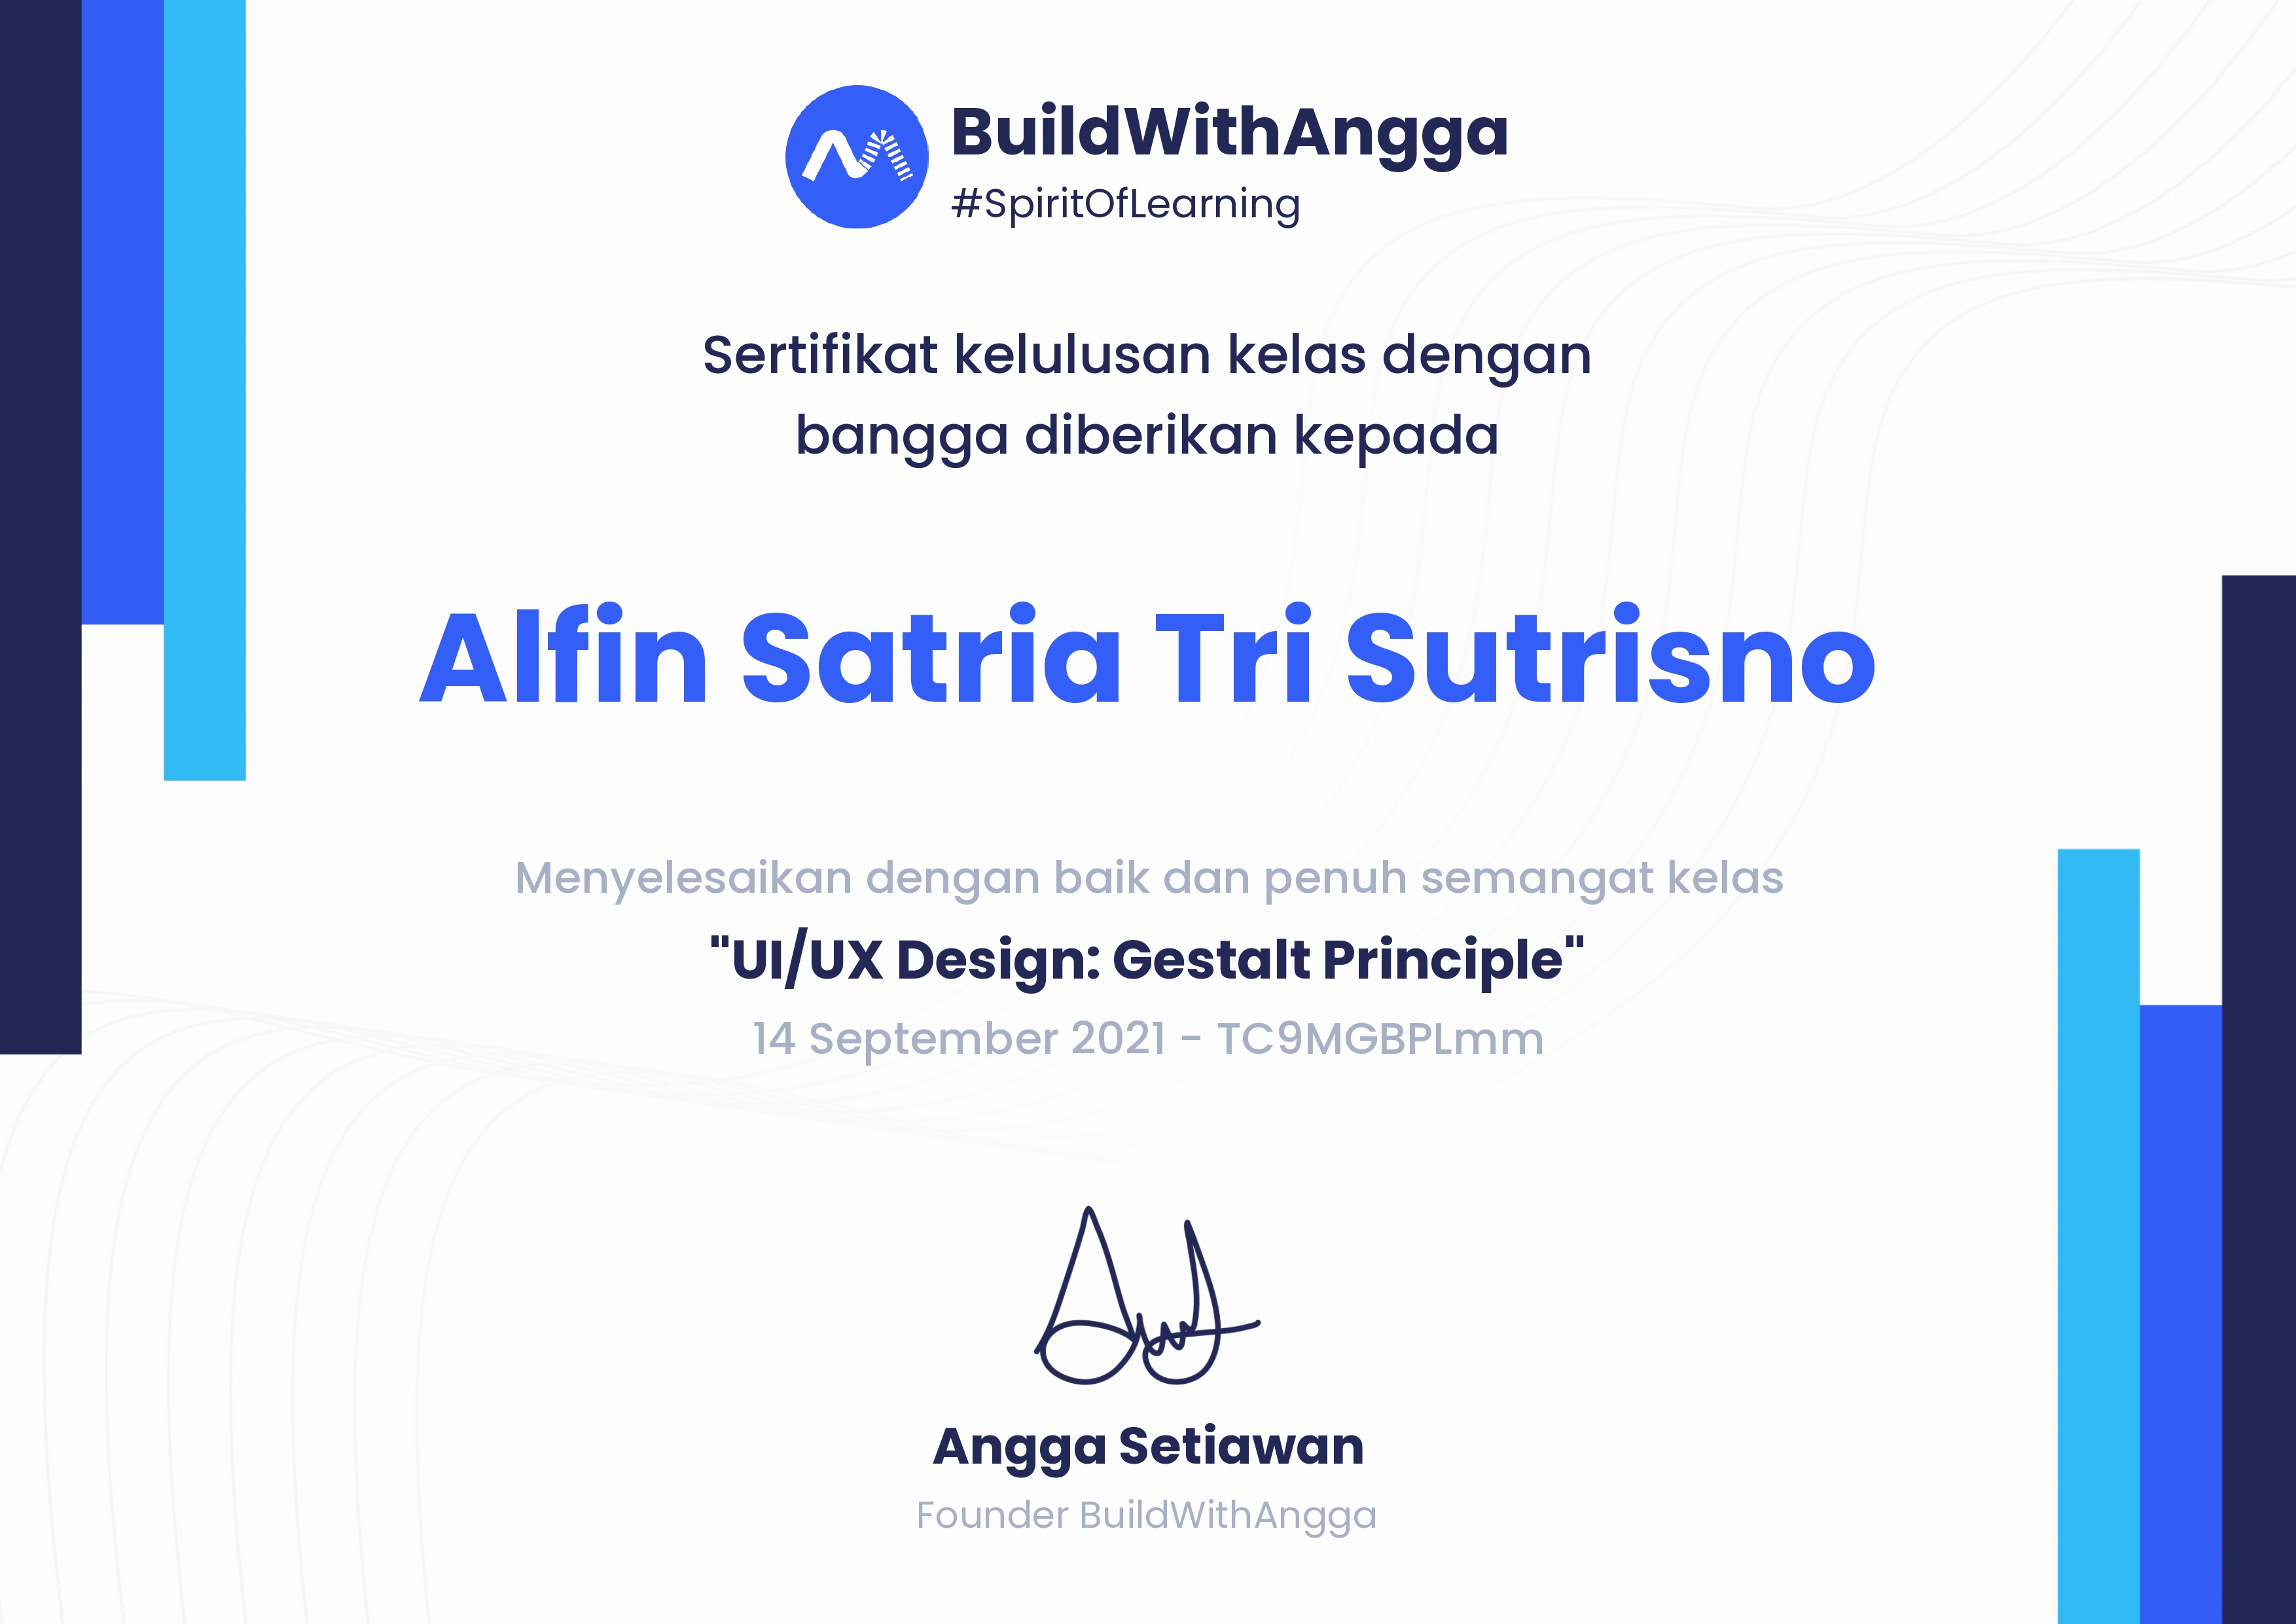 BuildWithAngga
#SpiritOfLearning
Sertifikat kelulusan kelas dengan
bangga diberikan kepada
Alfin Satria Tri Sutrisno
Menyelesaikan dengan baik dan penuh semangat kelas
"UI/UX Design: Gestalt Principle"
14 September 2021 - TC9MGBPLmm
Angga Setiawan
Founder BuildWithAngga